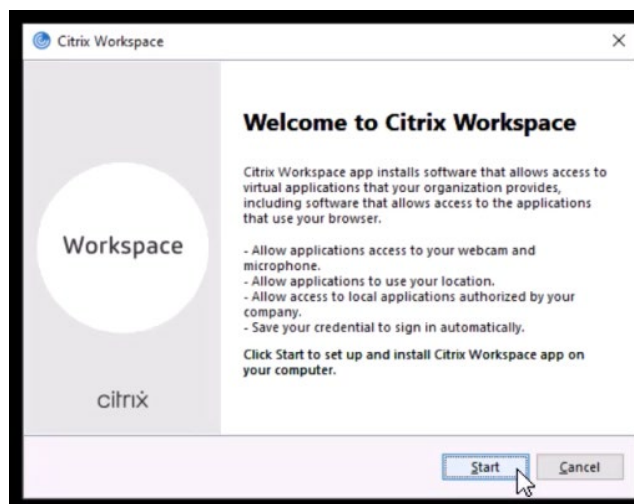 Citrix Workspace
Welcome to Citrix Workspace
Citrix Workspace app installs software that allows access to
virtual applications that your organization provides,
including software that allows access to the applications
that use your browser.
- Allow applications access to your webcam and
microphone.
- Allow applications to use your location.
- Allow access to local applications authorized by your
company.
- Save your credential to sign in automatically.
Click Start to set up and install Citrix Workspace app on
your computer.
Workspace
citrix
Start
Cancel